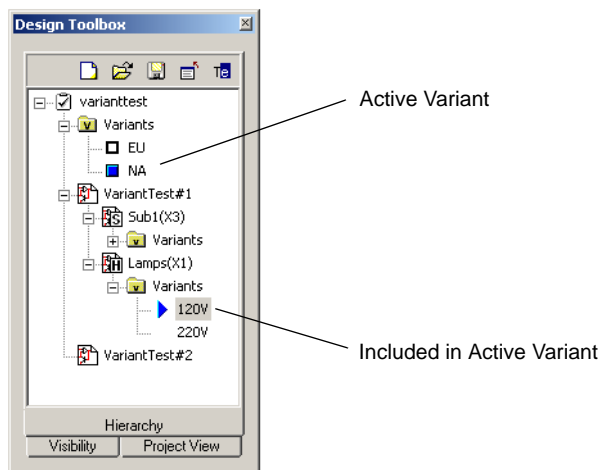 Design Toolbox
varianttest
Variants
EU
NA
VariantTest#1
Sub1(X3)
Variants
Lamps(X1)
Variants
120V
220V
VariantTest#2
Hierarchy
Visibility Project View
Active Variant
Included in Active Variant